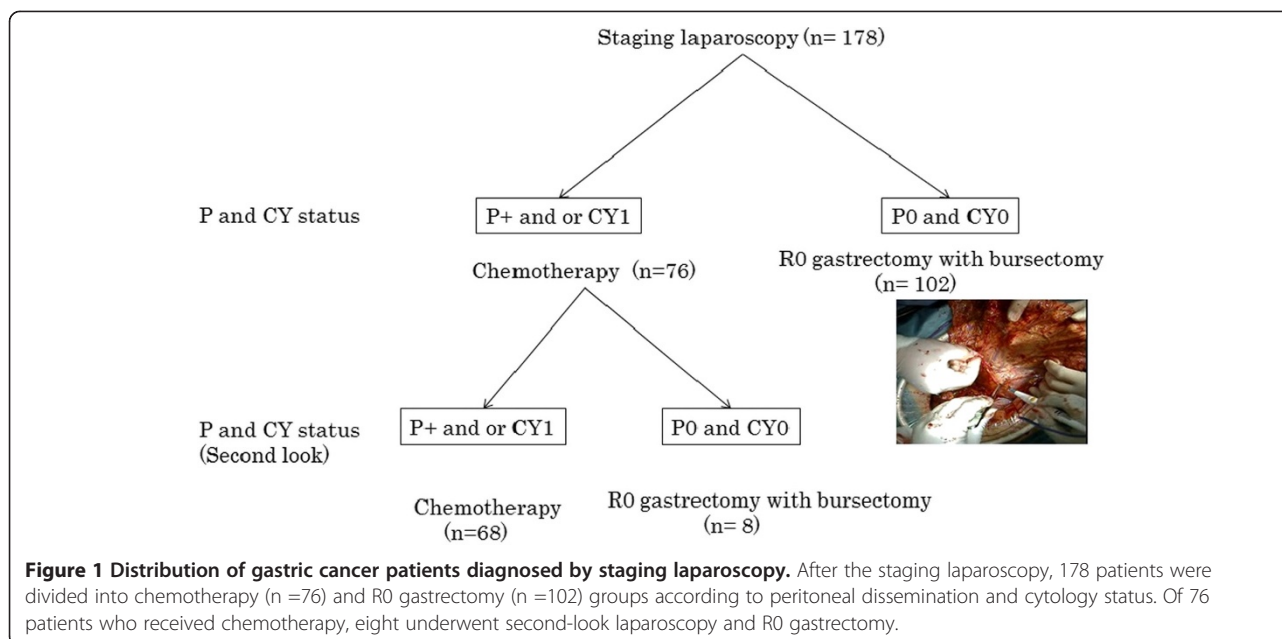 Staging laparoscopy (n= 178)
P and CY status
P+ and or CY1
P0 and CY0
Chemotherapy (n=76)
R0 gastrectomy with bursectomy
(n= 102)
P and CY status
(Second look)
P+ and or CY1
P0 and CY0
Chemotherapy
(n=68)
R0 gastrectomy with bursectomy
(n= 8)
Figure 1 Distribution of gastric cancer patients diagnosed by staging laparoscopy. After the staging laparoscopy, 178 patients were
divided into chemotherapy (n =76) and R0 gastrectomy (n =102) groups according to peritoneal dissemination and cytology status. Of 76
patients who received chemotherapy, eight underwent second-look laparoscopy and R0 gastrectomy.